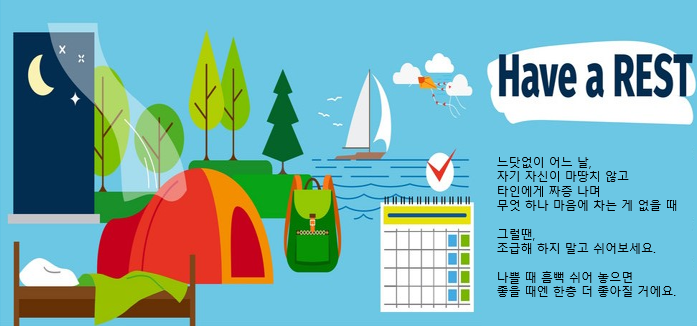 Have a REST
느닷없이 어느 날,
자기 자신이 마땅치 않고
타인에게 짜증 나며
무엇 하나 마음에 차는 게 없을 때
그럴땐,
조급해 하지 말고 쉬어보세요.
나쁠 때 흠뻑 쉬어 놓으면
좋을 때엔 한층 더 좋아질 거에요.